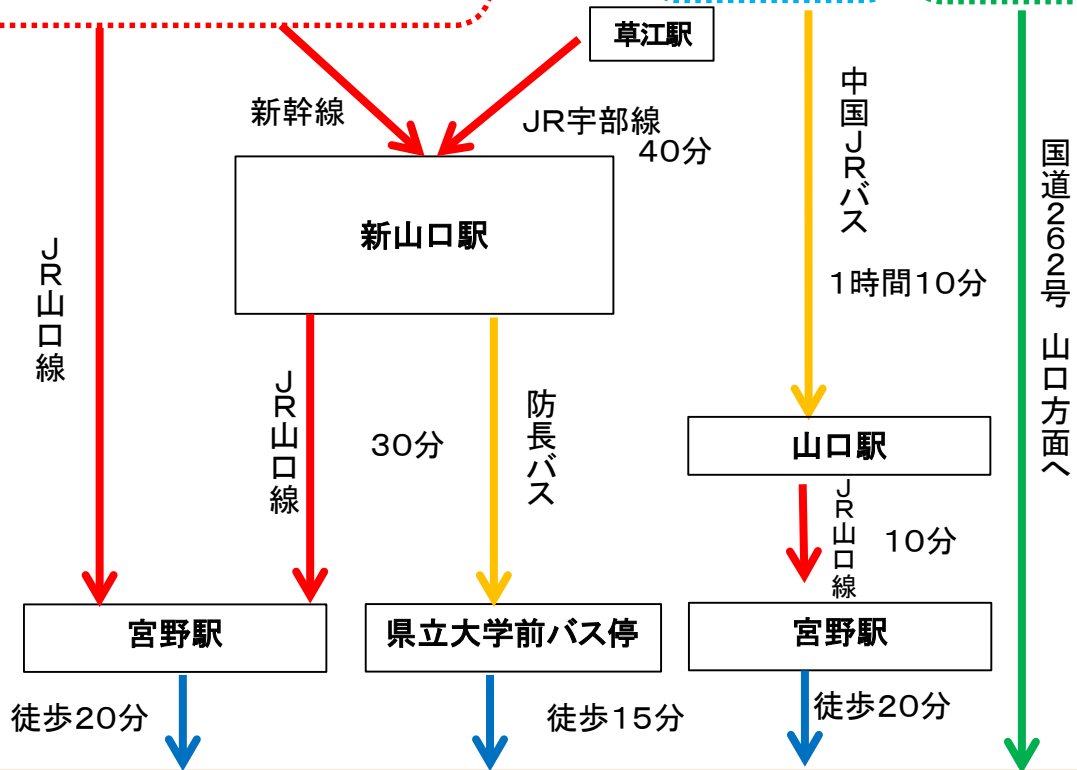 草江駅
新幹線
JR宇部線
40分
中国JRバス
1時間10分
国道262号 山口方面へ
新山口駅
JR山口線
JR山口線
30分
防長バス
山口駅
JR山口線
10分
宮野駅
県立大学前バス停
宮野駅
徒歩20分
徒歩15分
徒歩20分